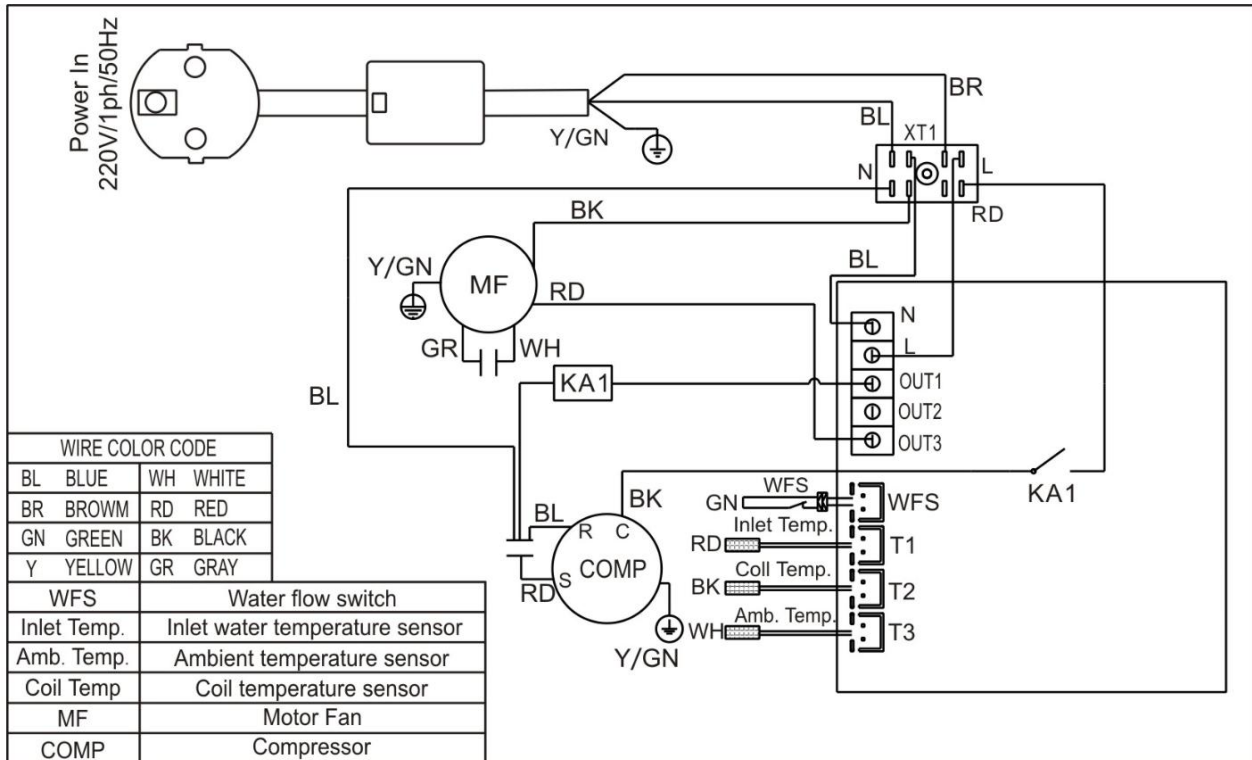 Power In
220V/1ph/50Hz
Y/GN
BR
BL
XT1
N
L
RD
BK
Y/GN
MF
RD
BL
GR
WH
KA1
BL
N
L
OUT1
OUT2
OUT3
KA1
BK
BL
R C
S
COMP
RD
Y/GN
WFS
GN
WFS
Inlet Temp.
RD
T1
Coll Temp.
BK
T2
Amb. Temp.
WH
T3
WIRE COLOR CODE
BL BLUE WH WHITE
BR BROWM RD RED
GN GREEN BK BLACK
Y YELLOW GR GRAY
WFS Water flow switch
Inlet Temp. Inlet water temperature sensor
Amb. Temp. Ambient temperature sensor
Coil Temp Coil temperature sensor
MF Motor Fan
COMP Compressor